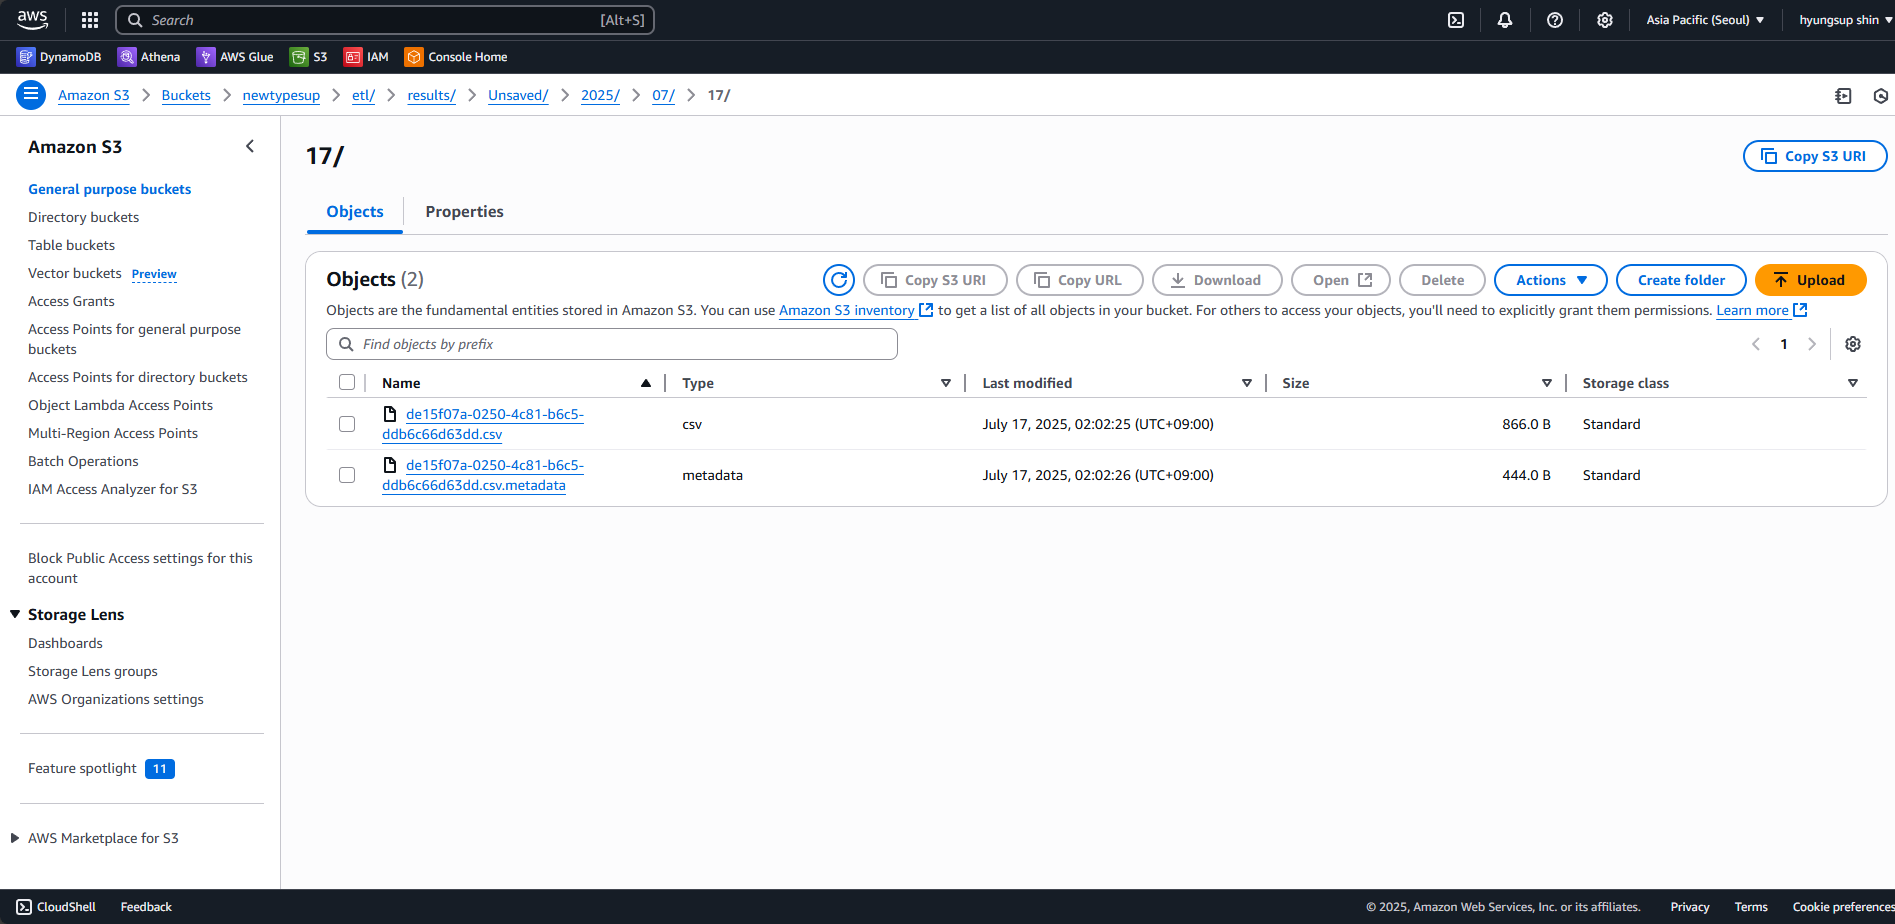 aws
Search [Alt+S]
Asia Pacific (Seoul)
hyungsup shin
DynamoDB Athena AWS Glue S3 IAM Console Home
Amazon S3 > Buckets > newtypesup > etl/ > results/ > Unsaved/ > 2025/ > 07/ > 17/
Amazon S3
General purpose buckets
Directory buckets
Table buckets
Vector buckets Preview
Access Grants
Access Points for general purpose
buckets
Access Points for directory buckets
Object Lambda Access Points
Multi-Region Access Points
Batch Operations
IAM Access Analyzer for S3
Block Public Access settings for this
account
Storage Lens
Dashboards
Storage Lens groups
AWS Organizations settings
Feature spotlight 11
AWS Marketplace for S3
17/
Copy S3 URI
Objects Properties
Objects (2)
Copy S3 URI Copy URL Download Open Delete Actions Create folder Upload
Objects are the fundamental entities stored in Amazon S3. You can use Amazon S3 inventory to get a list of all objects in your bucket. For others to access your objects, you'll need to explicitly grant them permissions. Learn more
Find objects by prefix
1
Name Type Last modified Size Storage class
de15f07a-0250-4c81-b6c5-
ddb6c66d63dd.csv
csv July 17, 2025, 02:02:25 (UTC+09:00) 866.0 B Standard
de15f07a-0250-4c81-b6c5-
ddb6c66d63dd.csv.metadata
metadata July 17, 2025, 02:02:26 (UTC+09:00) 444.0 B Standard
CloudShell Feedback
© 2025, Amazon Web Services, Inc. or its affiliates. Privacy Terms Cookie preferences